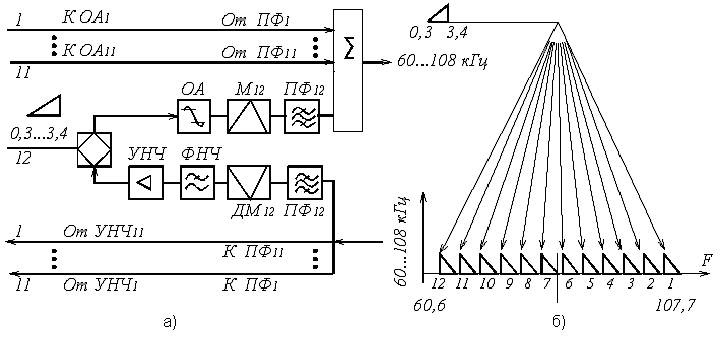 1 К ОА1 От ПФ1
К ОА11 От ПФ11
11
Σ
60...108 кГц
ОА М12 ПФ12
0,3...3,4
12
УНЧ ФНЧ
ДМ12 ПФ12
1 От УНЧ11
К ПФ11
11 От УНЧ1 К ПФ1
а)
0,3 3,4
60...108 кГц
F
12 11 10 9 8 7 6 5 4 3 2 1
60,6 107,7
б)